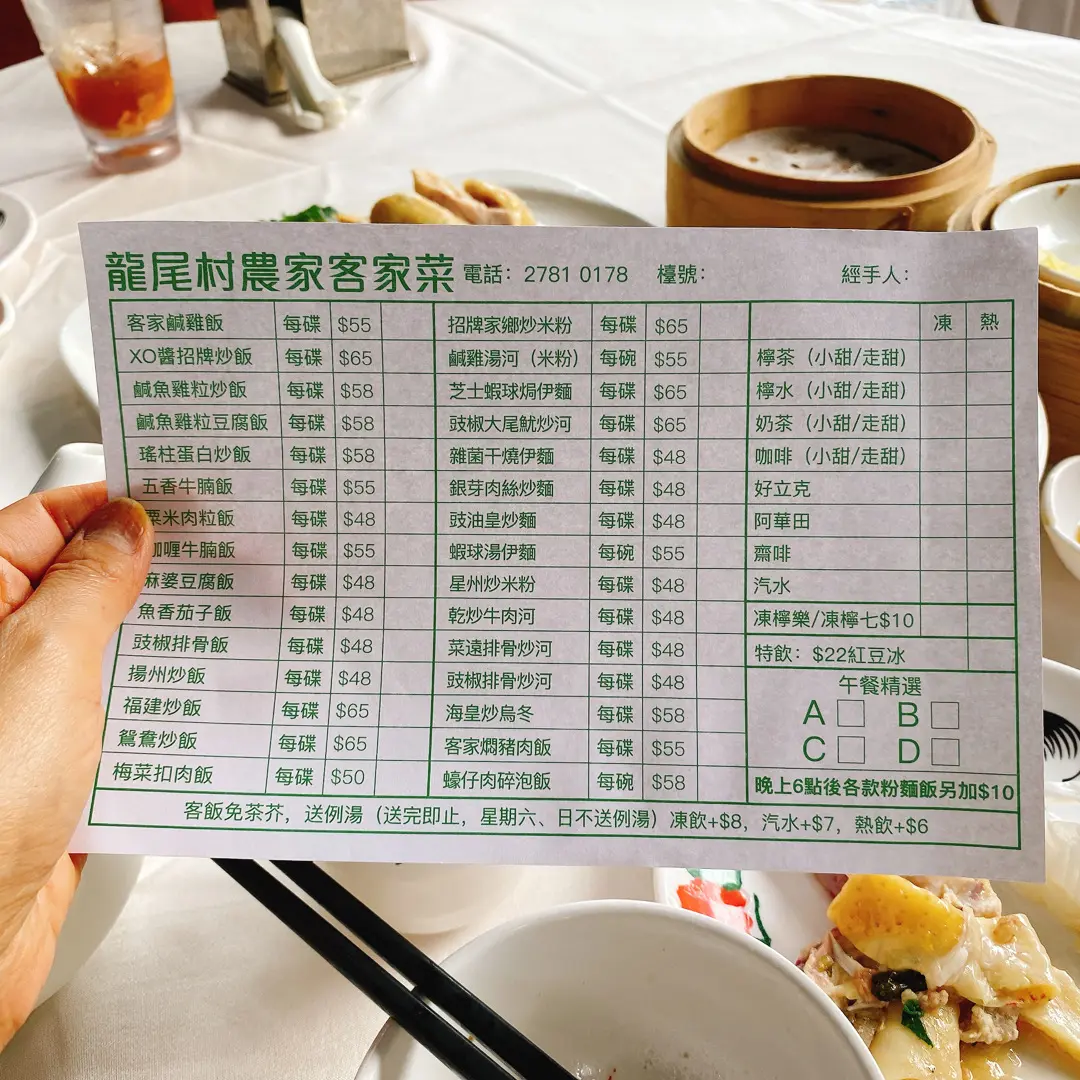 龍尾村農家客家菜 電話：2781 0178 檯號： 經手人：
客家鹹雞飯 每碟 $55
XO醬招牌炒飯 每碟 $65
鹹魚雞粒炒飯 每碟 $58
鹹魚雞粒豆腐飯 每碟 $58
瑤柱蛋白炒飯 每碟 $58
五香牛腩飯 每碟 $55
粟米肉粒飯 每碟 $48
咖喱牛腩飯 每碟 $55
麻婆豆腐飯 每碟 $48
魚香茄子飯 每碟 $48
豉椒排骨飯 每碟 $48
揚州炒飯 每碟 $48
福建炒飯 每碟 $65
鴛鴦炒飯 每碟 $65
梅菜扣肉飯 每碟 $50
招牌家鄉炒米粉 每碟 $65
鹹雞湯河（米粉） 每碗 $55
芝士蝦球焗伊麵 每碟 $65
豉椒大尾魷炒河 每碟 $65
雜菌干燒伊麵 每碟 $48
銀芽肉絲炒麵 每碟 $48
豉油皇炒麵 每碟 $48
蝦球湯伊麵 每碗 $55
星州炒米粉 每碟 $48
乾炒牛肉河 每碟 $48
菜遠排骨炒河 每碟 $48
豉椒排骨炒河 每碟 $48
海皇炒烏冬 每碟 $58
客家燜豬肉飯 每碟 $55
蠔仔肉碎泡飯 每碗 $58
凍 熱
檸茶（小甜/走甜）
檸水（小甜/走甜）
奶茶（小甜/走甜）
咖啡（小甜/走甜）
好立克
阿華田
齋啡
汽水
凍檸樂/凍檸七$10
特飲：$22紅豆冰
午餐精選
A B
C D
晚上6點後各款粉麵飯另加$10
客飯免茶芥，送例湯（送完即止，星期六、日不送例湯）凍飲+$8，汽水+$7，熱飲+$6